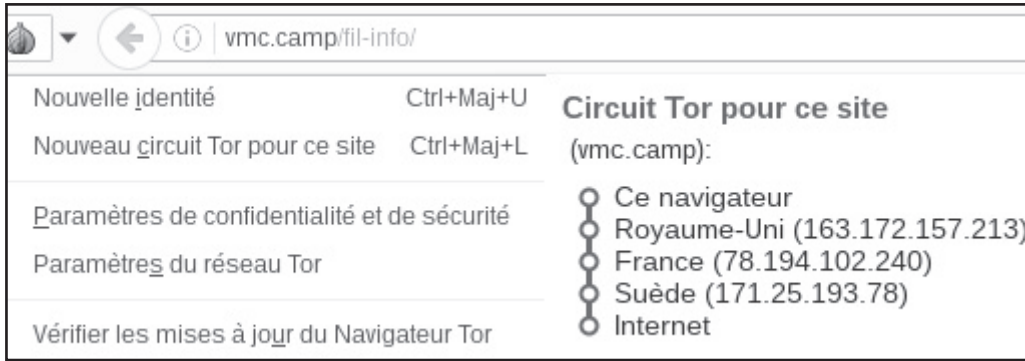 vmc.camp/fil-info/
Nouvelle identité Ctrl+Maj+U
Nouveau circuit Tor pour ce site Ctrl+Maj+L
Paramètres de confidentialité et de sécurité
Paramètres du réseau Tor
Vérifier les mises à jour du Navigateur Tor
Circuit Tor pour ce site
(vmc.camp):
Ce navigateur
Royaume-Uni (163.172.157.213)
France (78.194.102.240)
Suède (171.25.193.78)
Internet